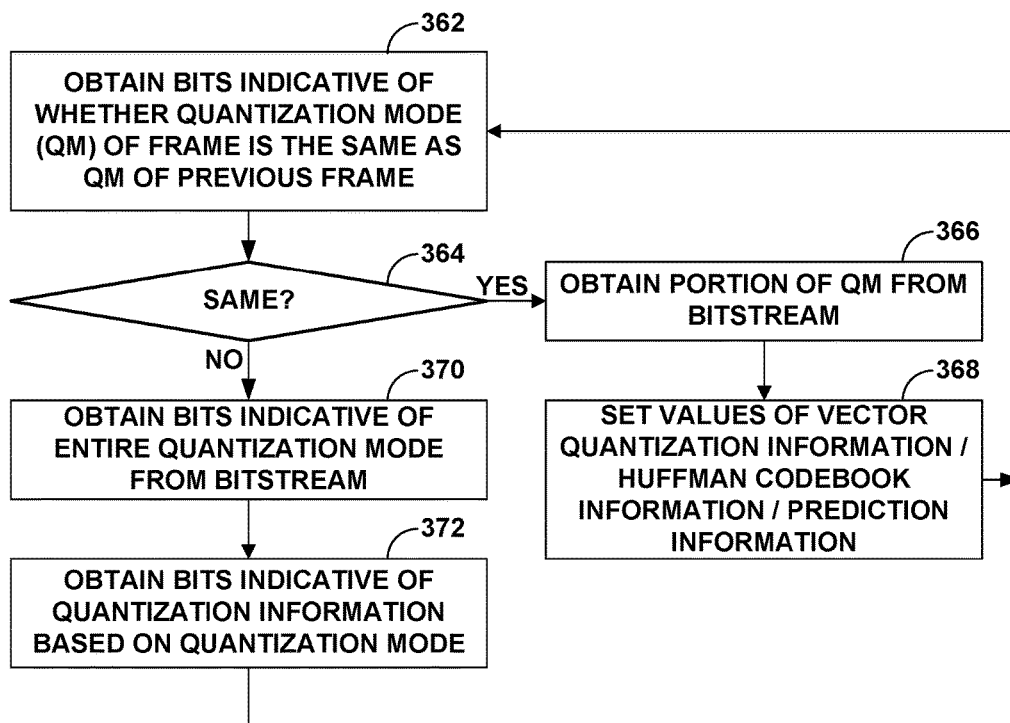 362
OBTAIN BITS INDICATIVE OF
WHETHER QUANTIZATION MODE
(QM) OF FRAME IS THE SAME AS
QM OF PREVIOUS FRAME
364
SAME?
YES
NO
366
OBTAIN PORTION OF QM FROM
BITSTREAM
368
SET VALUES OF VECTOR
QUANTIZATION INFORMATION /
HUFFMAN CODEBOOK
INFORMATION / PREDICTION
INFORMATION
370
OBTAIN BITS INDICATIVE OF
ENTIRE QUANTIZATION MODE
FROM BITSTREAM
372
OBTAIN BITS INDICATIVE OF
QUANTIZATION INFORMATION
BASED ON QUANTIZATION MODE